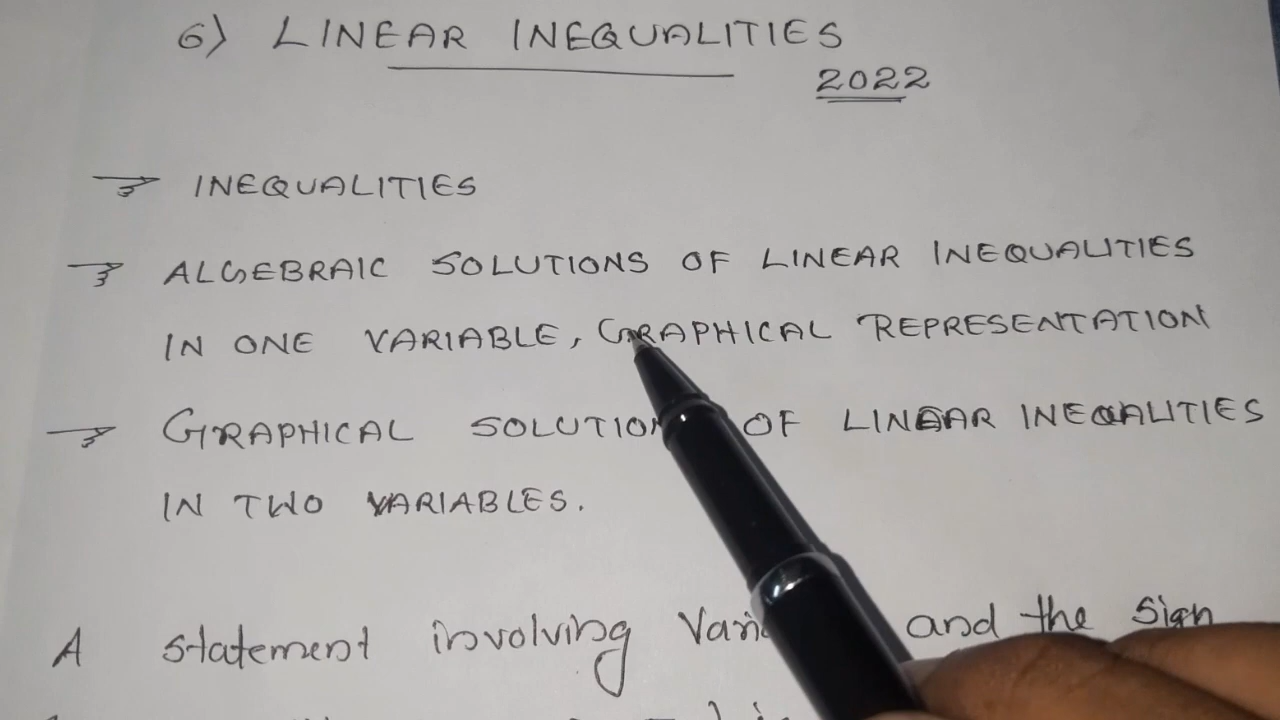 6) LINEAR INEQUALITIES
2022
INEQUALITIES
ALGEBRAIC SOLUTIONS OF LINEAR INEQUALITIES
IN ONE VARIABLE, GRAPHICAL REPRESENTATION
GRAPHICAL SOLUTION OF LINEAR INEQUALITIES
IN TWO VARIABLES.
A statement involving and the Sign